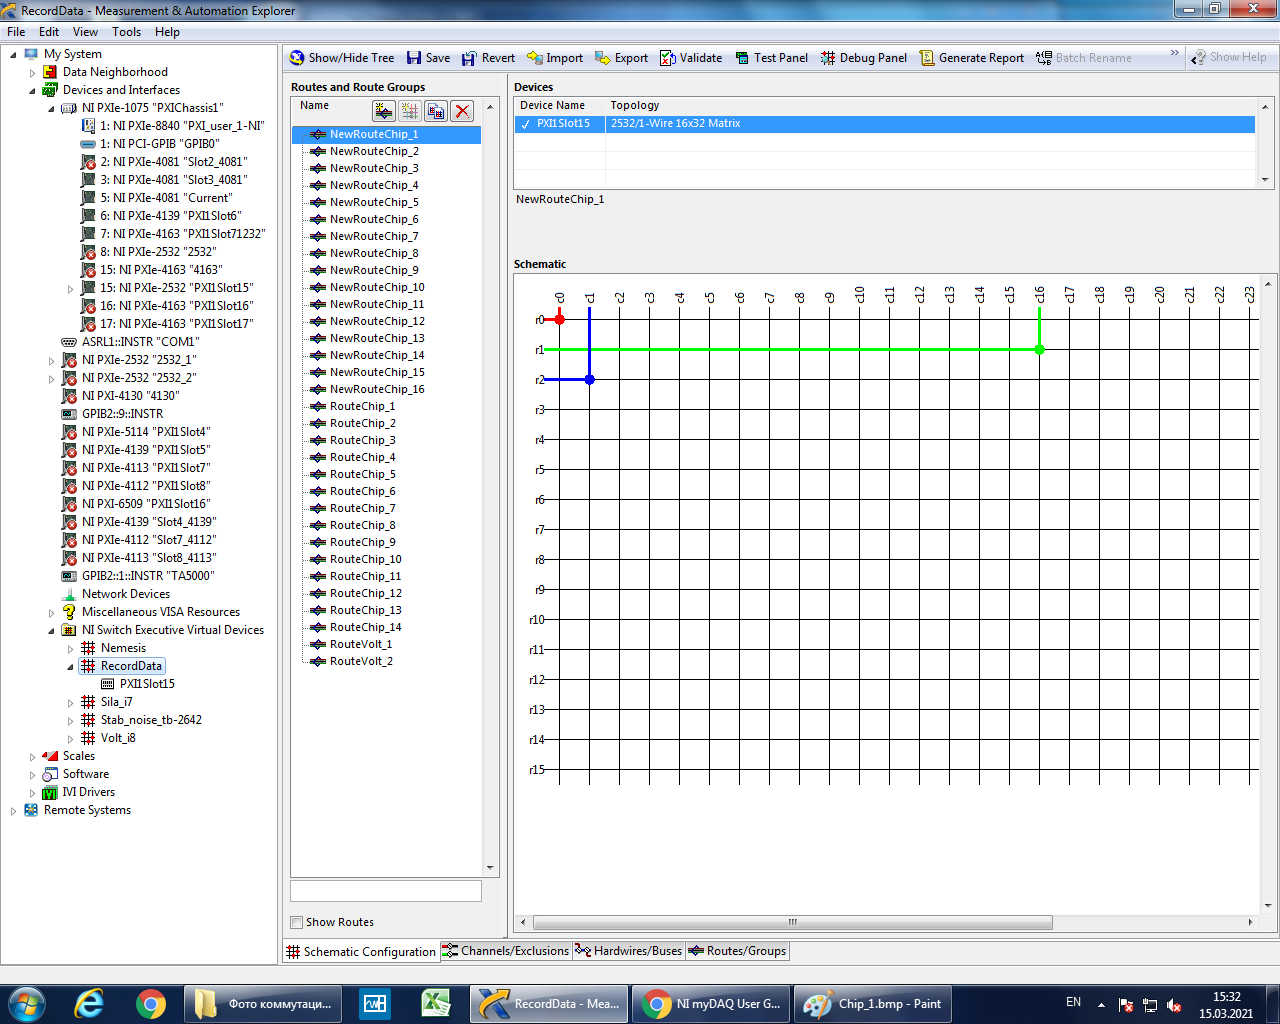 RecordData - Measurement & Automation Explorer
File Edit View Tools Help
My System
Data Neighborhood
Devices and Interfaces
NI PXIe-1075 "PXIChassis1"
1: NI PXIe-8840 "PXI_user_1-NI"
1: NI PCI-GPIB "GPIB0"
2: NI PXIe-4081 "Slot2_4081"
3: NI PXIe-4081 "Slot3_4081"
5: NI PXIe-4081 "Current"
6: NI PXIe-4139 "PXI1Slot6"
7: NI PXIe-4163 "PXI1Slot71232"
8: NI PXIe-2532 "2532"
15: NI PXIe-4163 "4163"
15: NI PXIe-2532 "PXI1Slot15"
16: NI PXIe-4163 "PXI1Slot16"
17: NI PXIe-4163 "PXI1Slot17"
ASRL1::INSTR "COM1"
NI PXIe-2532 "2532_1"
NI PXIe-2532 "2532_2"
NI PXI-4130 "4130"
GPIB2::9::INSTR
NI PXIe-5114 "PXI1Slot4"
NI PXIe-4139 "PXI1Slot5"
NI PXIe-4113 "PXI1Slot7"
NI PXIe-4112 "PXI1Slot8"
NI PXI-6509 "PXI1Slot16"
NI PXIe-4139 "Slot4_4139"
NI PXIe-4112 "Slot7_4112"
NI PXIe-4113 "Slot8_4113"
GPIB2::1::INSTR "TA5000"
Network Devices
Miscellaneous VISA Resources
NI Switch Executive Virtual Devices
Nemesis
RecordData
PXI1Slot15
Sila_i7
Stab_noise_tb-2642
Volt_i8
Scales
Software
IVI Drivers
Remote Systems
Show/Hide Tree Save Revert Import Export Validate Test Panel Debug Panel Generate Report Batch Rename » Show Help
Routes and Route Groups
Name
NewRouteChip_1
NewRouteChip_2
NewRouteChip_3
NewRouteChip_4
NewRouteChip_5
NewRouteChip_6
NewRouteChip_7
NewRouteChip_8
NewRouteChip_9
NewRouteChip_10
NewRouteChip_11
NewRouteChip_12
NewRouteChip_13
NewRouteChip_14
NewRouteChip_15
NewRouteChip_16
RouteChip_1
RouteChip_2
RouteChip_3
RouteChip_4
RouteChip_5
RouteChip_6
RouteChip_7
RouteChip_8
RouteChip_9
RouteChip_10
RouteChip_11
RouteChip_12
RouteChip_13
RouteChip_14
RouteVolt_1
RouteVolt_2
Show Routes
Devices
Device Name Topology
PXI1Slot15 2532/1-Wire 16x32 Matrix
NewRouteChip_1
Schematic
c0 c1 c2 c3 c4 c5 c6 c7 c8 c9 c10 c11 c12 c13 c14 c15 c16 c17 c18 c19 c20 c21 c22 c23
r0
r1
r2
r3
r4
r5
r6
r7
r8
r9
r10
r11
r12
r13
r14
r15
Schematic Configuration Channels/Exclusions Hardwires/Buses Routes/Groups
Фото коммутаци... RecordData - Mea... NI myDAQ User G... Chip_1.bmp - Paint
EN
15:32
15.03.2021